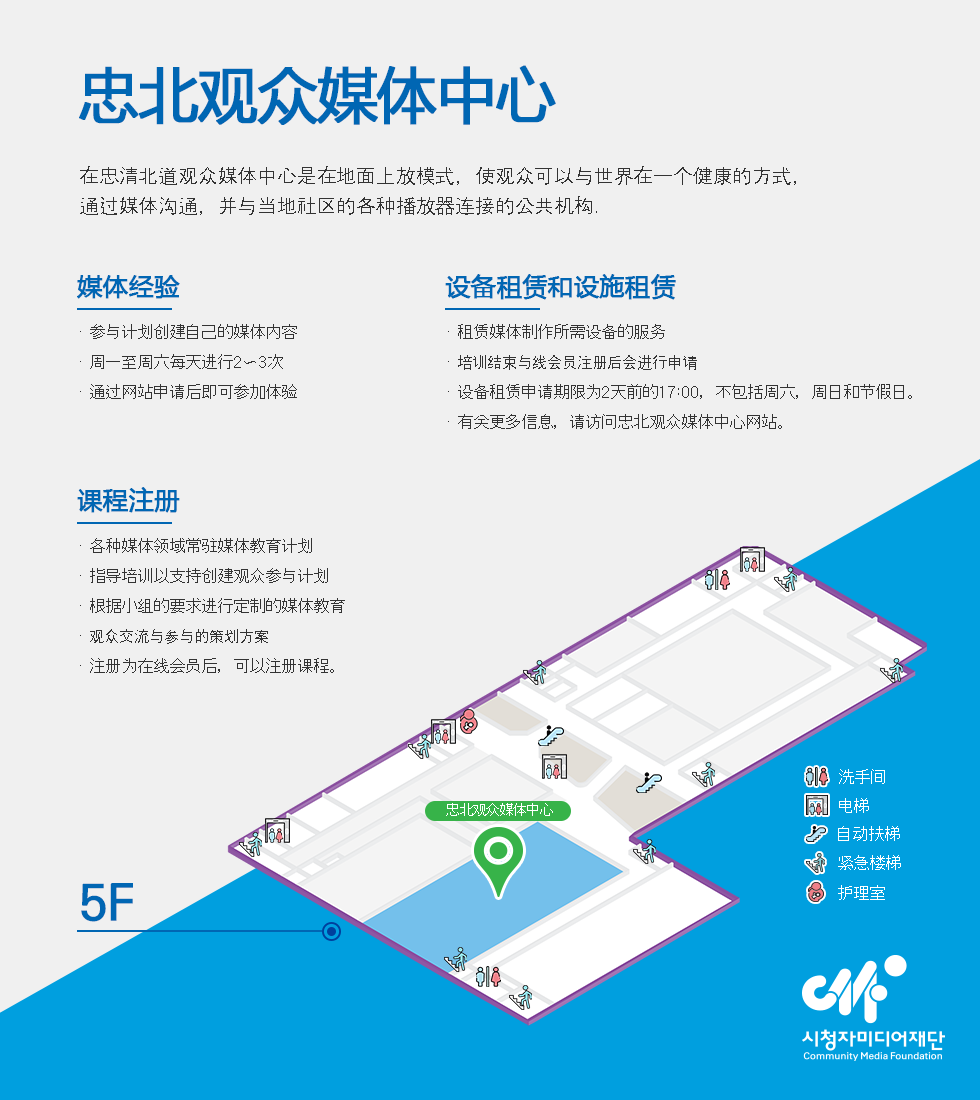 忠北观众媒体中心
在忠清北道观众媒体中心是在地面上放模式，使观众可以与世界在一个健康的方式，
通过媒体沟通，并与当地社区的各种播放器连接的公共机构.
媒体经验
· 参与计划创建自己的媒体内容
· 周一至周六每天进行2～3次
· 通过网站申请后即可参加体验
设备租赁和设施租赁
· 租赁媒体制作所需设备的服务
· 培训结束与线会员注册后会进行申请
· 设备租赁申请期限为2天前的17:00，不包括周六，周日和节假日。
· 有关更多信息，请访问忠北观众媒体中心网站。
课程注册
· 各种媒体领域常驻媒体教育计划
· 指导培训以支持创建观众参与计划
· 根据小组的要求进行定制的媒体教育
· 观众交流与参与的策划方案
· 注册为在线会员后，可以注册课程。
忠北观众媒体中心
5F
洗手间
电梯
自动扶梯
紧急楼梯
护理室
시청자미디어재단
Community Media Foundation